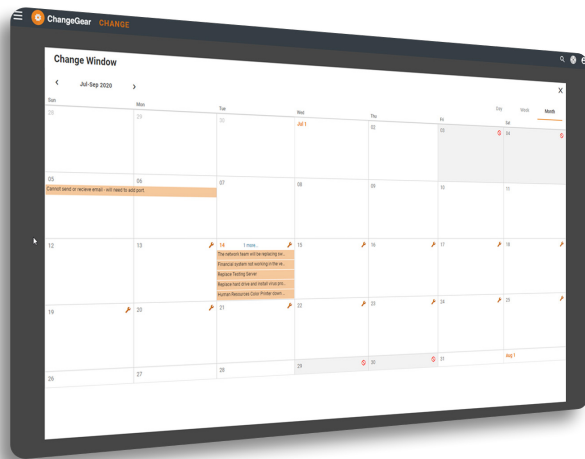 ChangeGear CHANGE
Change Window
X
Jul-Sep 2020
Day Week Month
Sun Mon Tue Wed Thu Fri Sat
28 29 30 Jul 1 02 03 04
05 06 07 08 09 10
Cannot send or recieve email - will need to add port
12 13 14 1 more.. 15 16 17 18
The network team will be replacing sw...
Financial system not working in the
Replace Testing Server
Replace hard drive and install virus
Human Resources Color Printer down
19 20 21 22 23 24 25
26 27 28 29 30 31 Aug 1